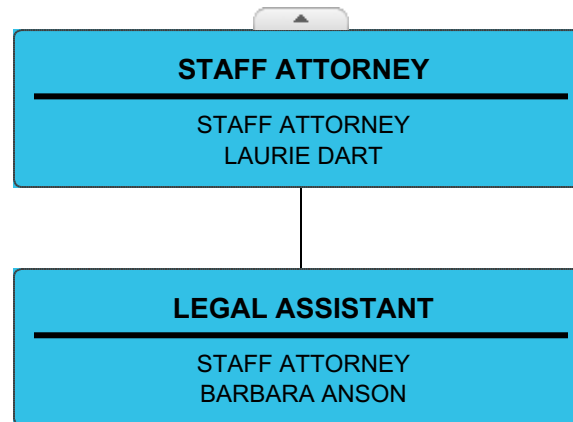 STAFF ATTORNEY
STAFF ATTORNEY
LAURIE DART
LEGAL ASSISTANT
STAFF ATTORNEY
BARBARA ANSON